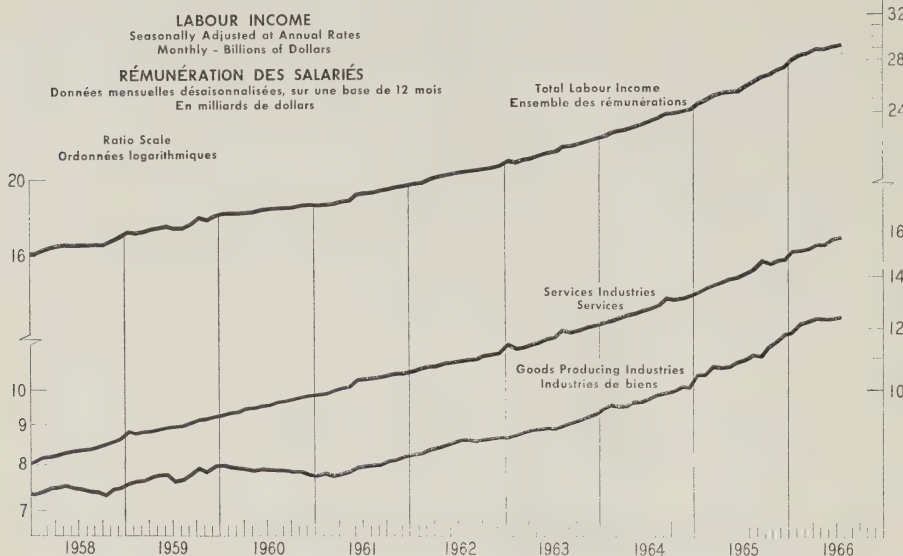 LABOUR INCOME
Seasonally Adjusted at Annual Rates
Monthly - Billions of Dollars
RÉMUNÉRATION DES SALARIÉS
Données mensuelles désaisonnalisées, sur une base de 12 mois
En milliards de dollars
Ratio Scale
Ordonnées logarithmiques
Total Labour Income
Ensemble des rémunérations
Services Industries
Services
Goods Producing Industries
Industries de biens
20
16
10
9
8
7
32
28
24
16
14
12
10
1958 1959 1960 1961 1962 1963 1964 1965 1966